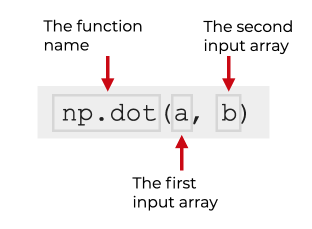 The function
name
The second
input array
np.dot(a, b)
The first
input array